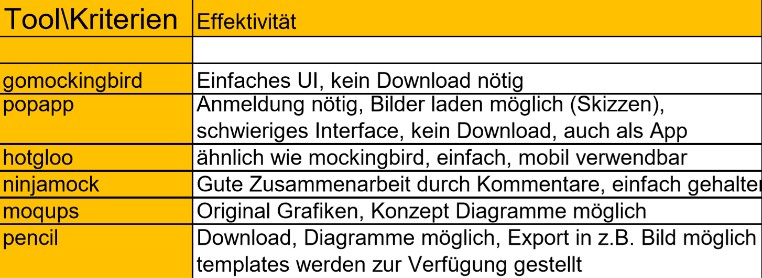 Tool\Kriterien Effektivität
gomockingbird Einfaches UI, kein Download nötig
popapp Anmeldung nötig, Bilder laden möglich (Skizzen),
schwieriges Interface, kein Download, auch als App
hotgloo ähnlich wie mockingbird, einfach, mobil verwendbar
ninjamock Gute Zusammenarbeit durch Kommentare, einfach gehalten
moqups Original Grafiken, Konzept Diagramme möglich
pencil Download, Diagramme möglich, Export in z.B. Bild möglich
templates werden zur Verfügung gestellt